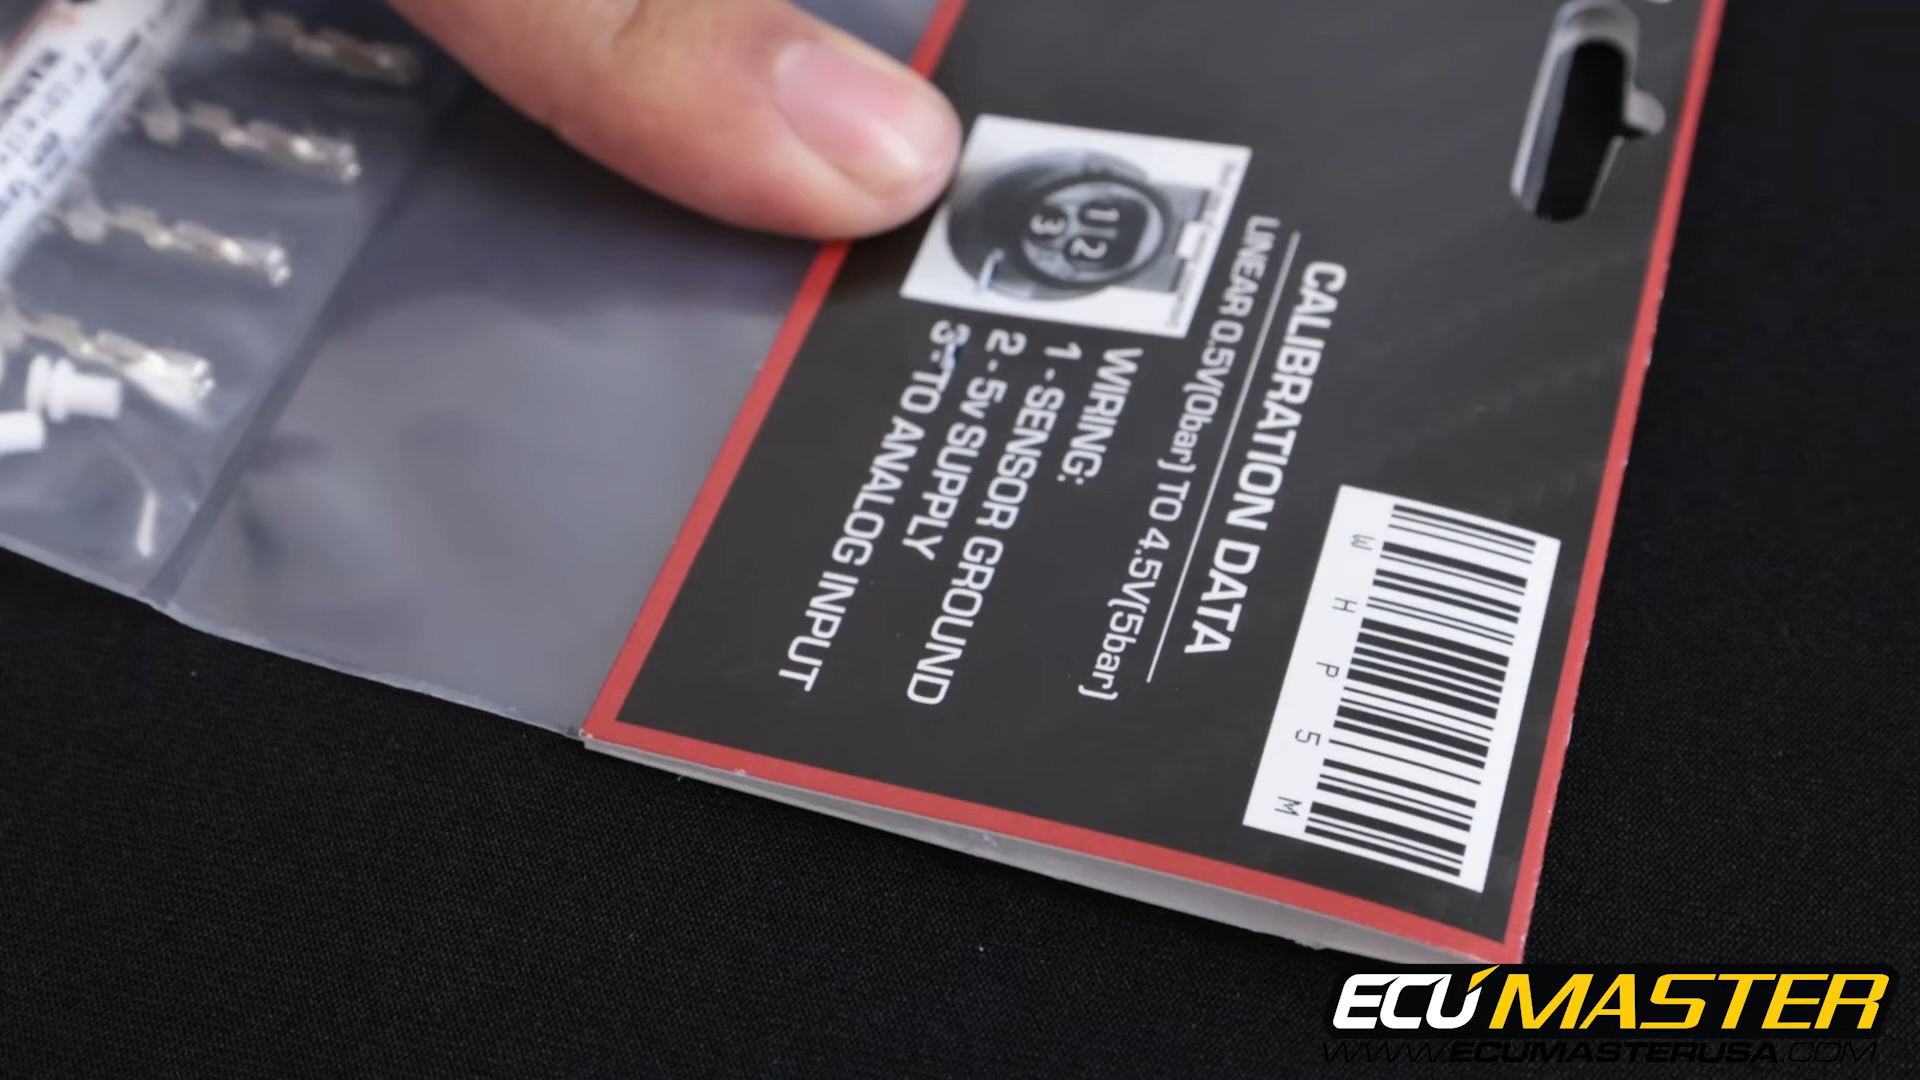 CALIBRATION DATA
LINEAR 0.5V(0bar) TO 4.5V(5bar)
WIRING:
1 - SENSOR GROUND
2 - 5v SUPPLY
3 - TO ANALOG INPUT
1 2
3
W H P 5 M
ECUMASTER
WWW.ECUMASTERUSA.COM